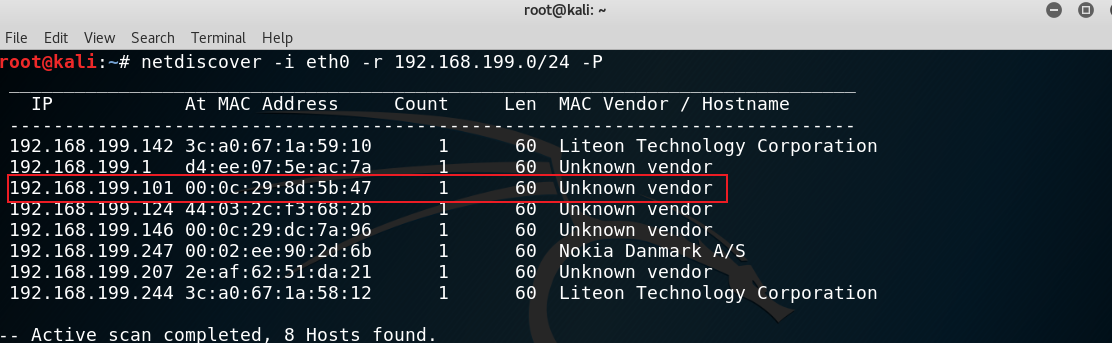 root@kali: ~
File Edit View Search Terminal Help
root@kali:~# netdiscover -i eth0 -r 192.168.199.0/24 -P
_____________________________________________________________________________
  IP            At MAC Address     Count     Len  MAC Vendor / Hostname
-----------------------------------------------------------------------------
192.168.199.142 3c:a0:67:1a:59:10      1      60  Liteon Technology Corporation
192.168.199.1   d4:ee:07:5e:ac:7a      1      60  Unknown vendor
192.168.199.101 00:0c:29:8d:5b:47      1      60  Unknown vendor
192.168.199.124 44:03:2c:f3:68:2b      1      60  Unknown vendor
192.168.199.146 00:0c:29:dc:7a:96      1      60  Unknown vendor
192.168.199.247 00:02:ee:90:2d:6b      1      60  Nokia Danmark A/S
192.168.199.207 2e:af:62:51:da:21      1      60  Unknown vendor
192.168.199.244 3c:a0:67:1a:58:12      1      60  Liteon Technology Corporation
-- Active scan completed, 8 Hosts found.